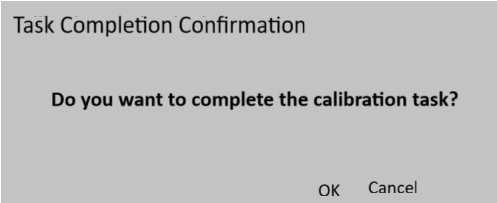 Task Completion Confirmation
Do you want to complete the calibration task?
OK Cancel